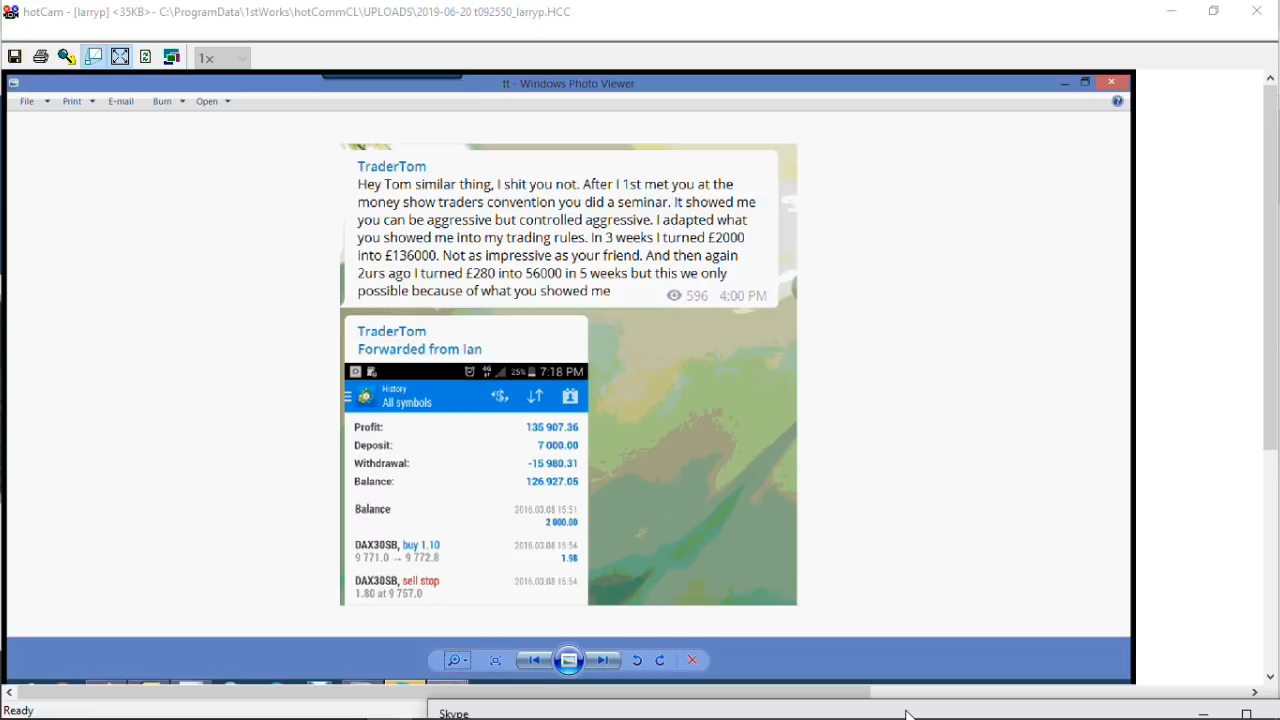 hotCam - [larryp] <35KB>- C:\ProgramData\1stWorks\hotCommCL\UPLOADS\2019-06-20 t092550_larryp.HCC
1x
tt - Windows Photo Viewer
File Print E-mail Burn Open
TraderTom
Hey Tom similar thing, I shit you not. After I 1st met you at the
money show traders convention you did a seminar. It showed me
you can be aggressive but controlled aggressive. I adapted what
you showed me into my trading rules. In 3 weeks I turned £2000
into £136000. Not as impressive as your friend. And then again
2urs ago I turned £280 into 56000 in 5 weeks but this we only
possible because of what you showed me
596 4:00 PM
TraderTom
Forwarded from Ian
4G 25% 7:18 PM
History
All symbols
Profit: 135 907.36
Deposit: 7 000.00
Withdrawal: -15 980.31
Balance: 126 927.05
Balance 2016.03.08 15:51
2 000.00
DAX30SB, buy 1.10 2016.03.08 15:54
9 771.0 → 9 772.8 1.98
DAX30SB, sell stop 2016.03.08 15:54
1.80 at 9 757.0
Ready
Skype